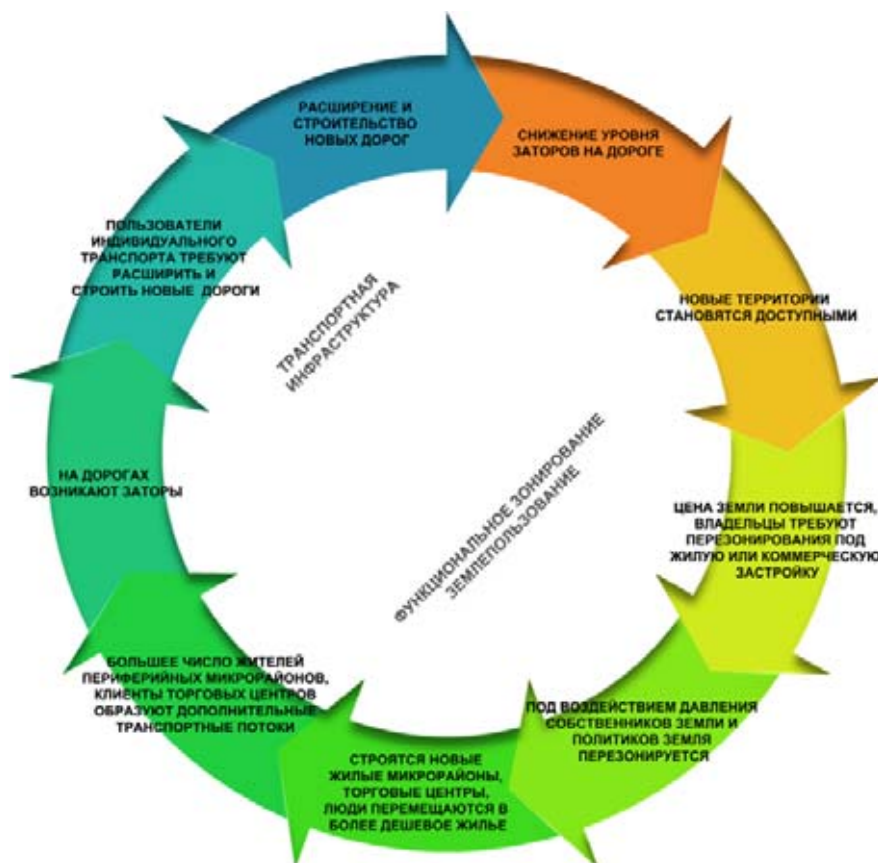 РАСШИРЕНИЕ И
СТРОИТЕЛЬСТВО
НОВЫХ ДОРОГ
СНИЖЕНИЕ УРОВНЯ
ЗАТОРОВ НА ДОРОГЕ
НОВЫЕ ТЕРРИТОРИИ
СТАНОВЯТСЯ ДОСТУПНЫМИ
ЦЕНА ЗЕМЛИ ПОВЫШАЕТСЯ,
ВЛАДЕЛЬЦЫ ТРЕБУЮТ
ПЕРЕЗОНИРОВАНИЯ ПОД
ЖИЛУЮ ИЛИ КОММЕРЧЕСКУЮ
ЗАСТРОЙКУ
ПОД ВОЗДЕЙСТВИЕМ ДАВЛЕНИЯ
СОБСТВЕННИКОВ ЗЕМЛИ И
ПОЛИТИКОВ ЗЕМЛЯ
ПЕРЕЗОНИРУЕТСЯ
СТРОЯТСЯ НОВЫЕ
ЖИЛЫЕ МИКРОРАЙОНЫ,
ТОРГОВЫЕ ЦЕНТРЫ,
ЛЮДИ ПЕРЕМЕЩАЮТСЯ В
БОЛЕЕ ДЕШЕВОЕ ЖИЛЬЕ
БОЛЬШЕЕ ЧИСЛО ЖИТЕЛЕЙ
ПЕРИФЕРИЙНЫХ МИКРОРАЙОНОВ,
КЛИЕНТЫ ТОРГОВЫХ ЦЕНТРОВ
ОБРАЗУЮТ ДОПОЛНИТЕЛЬНЫЕ
ТРАНСПОРТНЫЕ ПОТОКИ
НА ДОРОГАХ
ВОЗНИКАЮТ ЗАТОРЫ
ПОЛЬЗОВАТЕЛИ
ИНДИВИДУАЛЬНОГО
ТРАНСПОРТА ТРЕБУЮТ
РАСШИРИТЬ И
СТРОИТЬ НОВЫЕ ДОРОГИ
ТРАНСПОРТНАЯ
ИНФРАСТРУКТУРА
ФУНКЦИОНАЛЬНОЕ ЗОНИРОВАНИЕ
ЗЕМЛЕПОЛЬЗОВАНИЕ